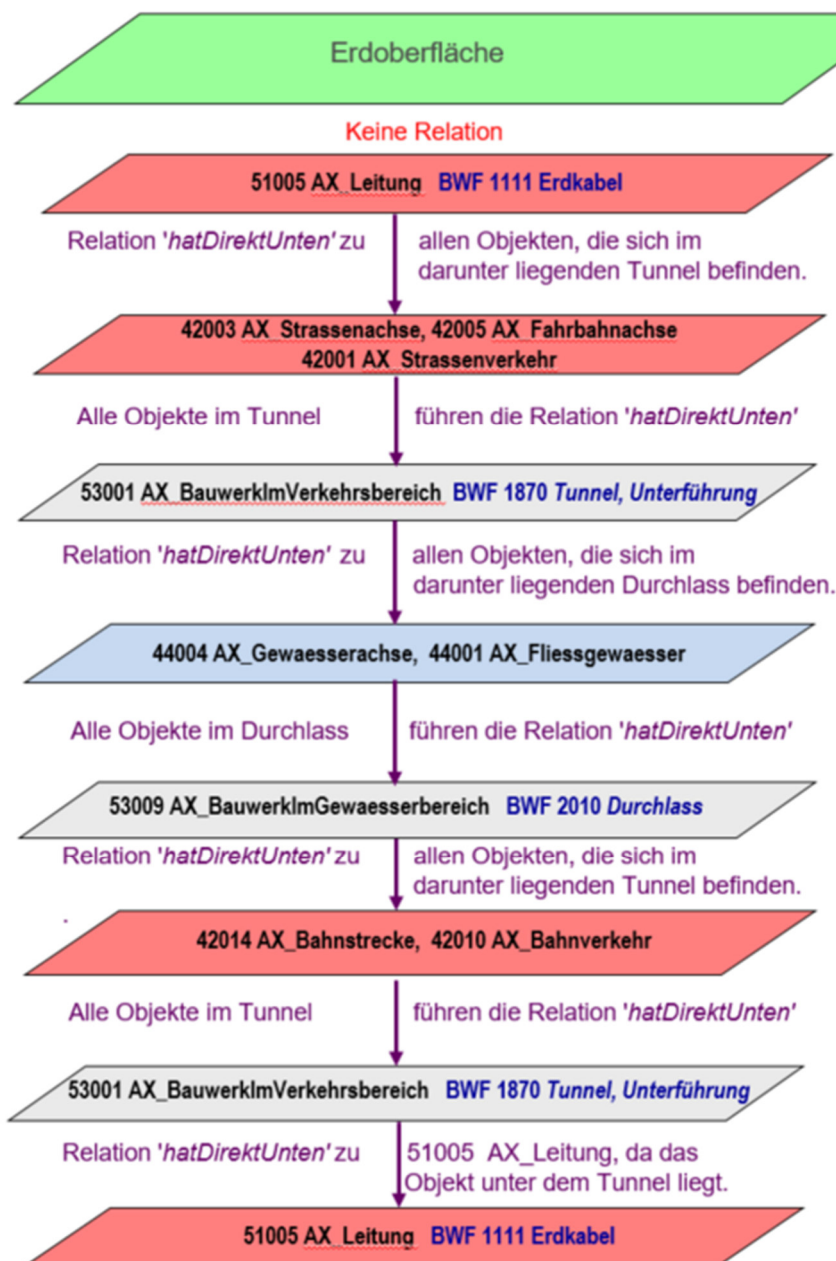 Erdoberfläche
Keine Relation
51005 AX_Leitung BWF 1111 Erdkabel
Relation 'hatDirektUnten' zu allen Objekten, die sich im
darunter liegenden Tunnel befinden.
42003 AX_Strassenachse, 42005 AX_Fahrbahnachse
42001 AX_Strassenverkehr
Alle Objekte im Tunnel führen die Relation 'hatDirektUnten'
53001 AX_BauwerkImVerkehrsbereich BWF 1870 Tunnel, Unterführung
Relation 'hatDirektUnten' zu allen Objekten, die sich im
darunter liegenden Durchlass befinden.
44004 AX_Gewaesserachse, 44001 AX_Fliessgewaesser
Alle Objekte im Durchlass führen die Relation 'hatDirektUnten'
53009 AX_BauwerkImGewaesserbereich BWF 2010 Durchlass
Relation 'hatDirektUnten' zu allen Objekten, die sich im
darunter liegenden Tunnel befinden.
.
42014 AX_Bahnstrecke, 42010 AX_Bahnverkehr
Alle Objekte im Tunnel führen die Relation 'hatDirektUnten'
53001 AX_BauwerkImVerkehrsbereich BWF 1870 Tunnel, Unterführung
Relation 'hatDirektUnten' zu 51005 AX_Leitung, da das
Objekt unter dem Tunnel liegt.
51005 AX_Leitung BWF 1111 Erdkabel